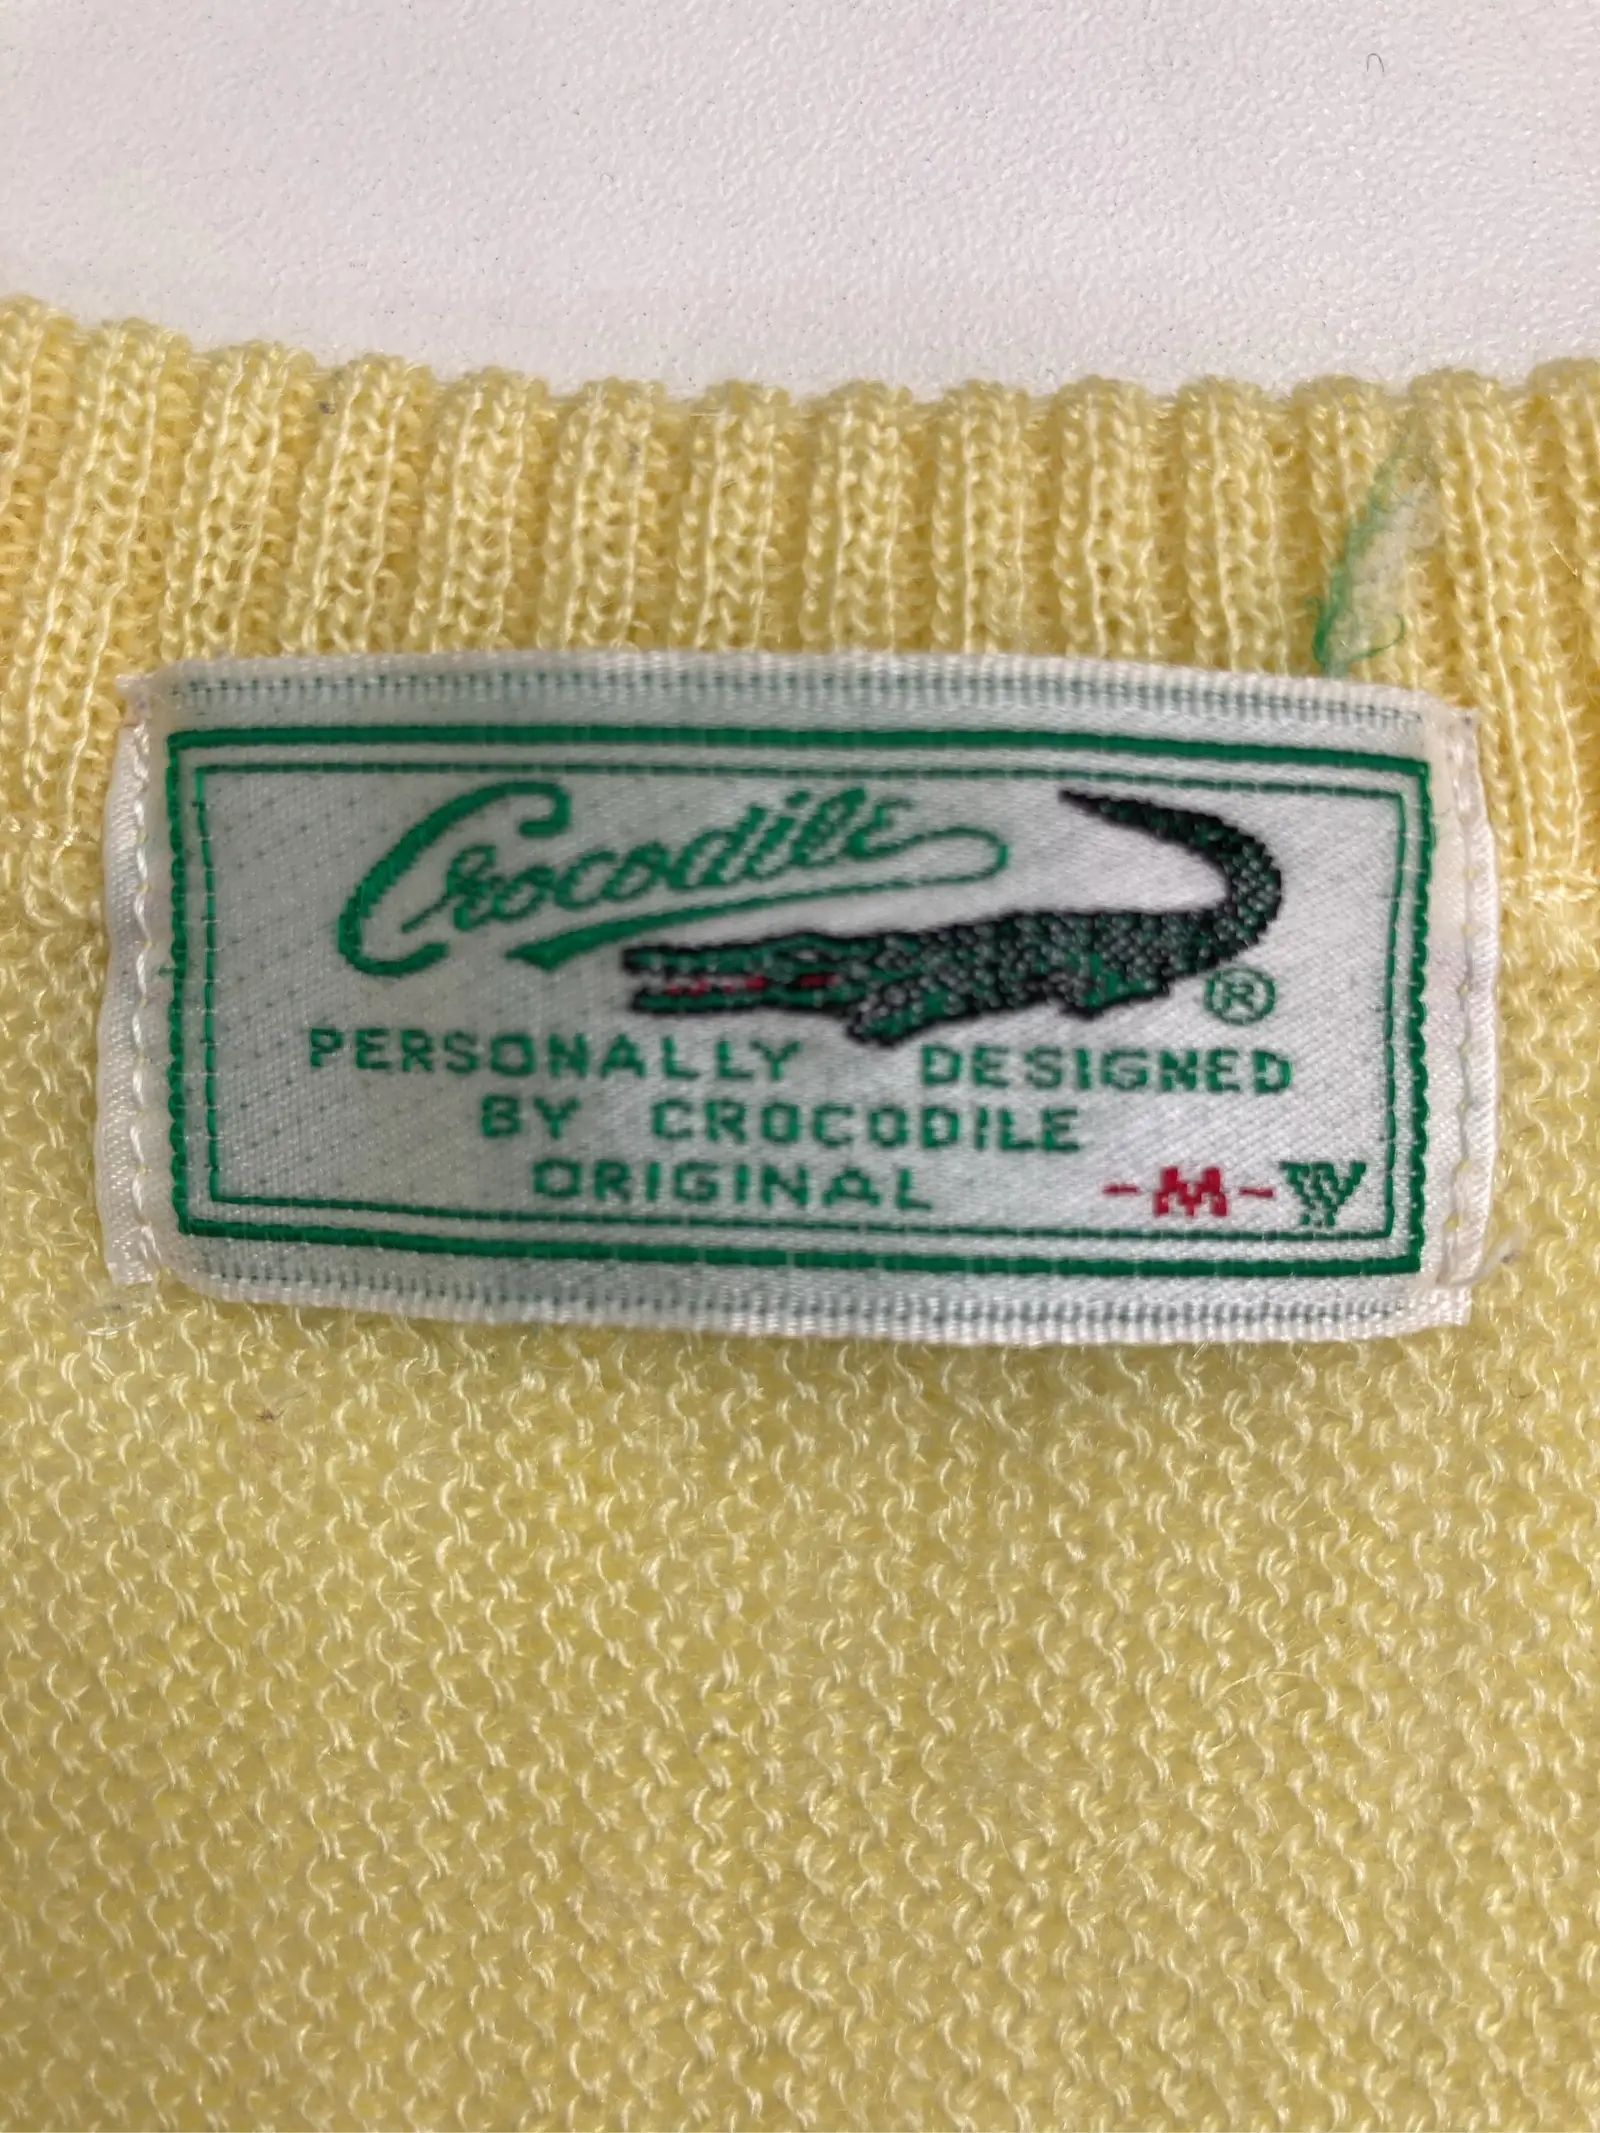 Crocodile
®
PERSONALLY DESIGNED
BY CROCODILE
ORIGINAL -M- W